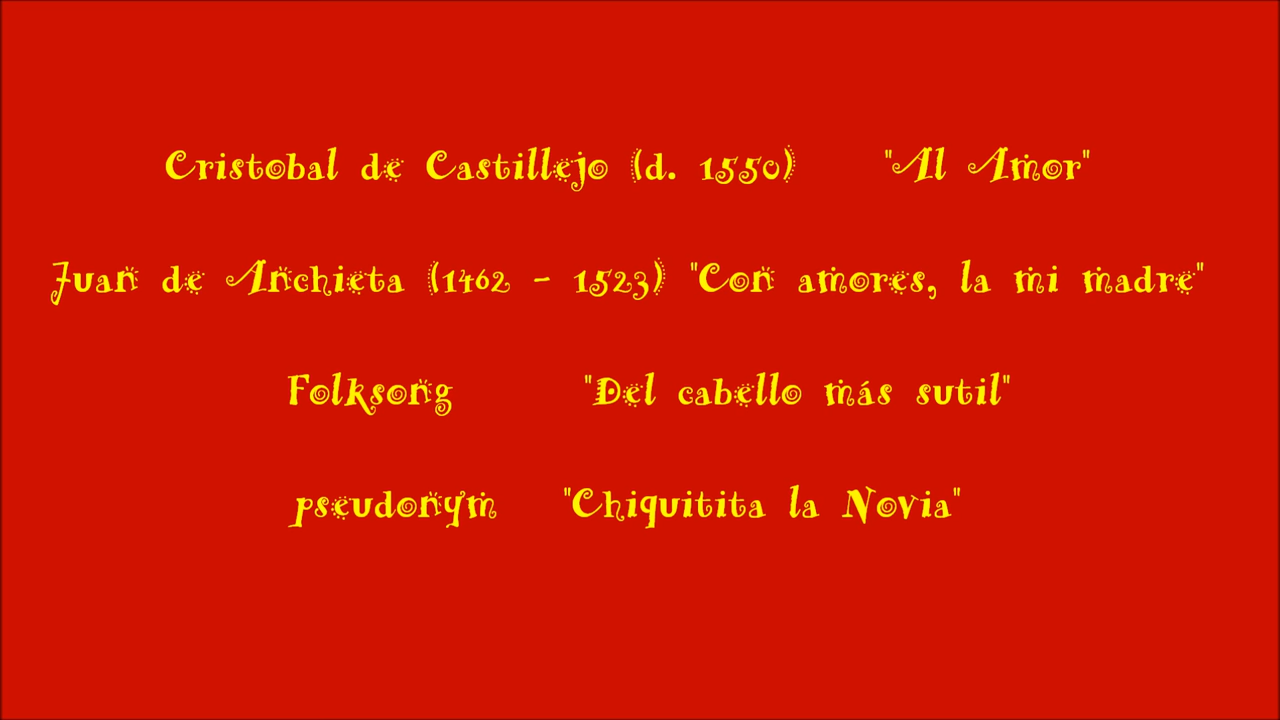 Cristobal de Castillejo (d. 1550) "Al Amor"
Juan de Anchieta (1462 - 1523) "Con amores, la mi madre"
Folksong "Del cabello más sutil"
pseudonym "Chiquitita la Novia"